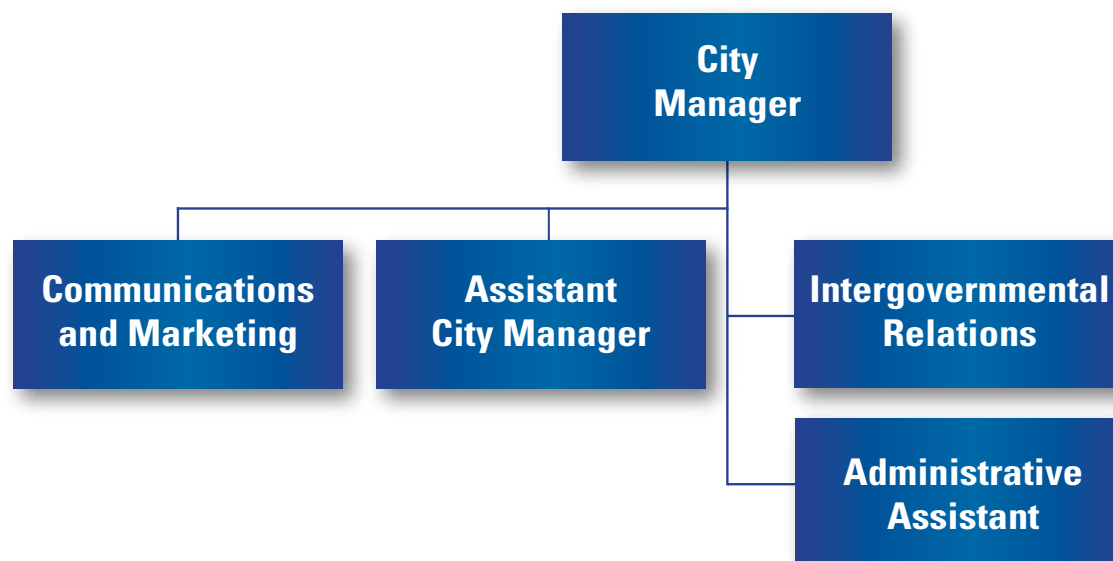 City
Manager
Communications
and Marketing
Assistant
City Manager
Intergovernmental
Relations
Administrative
Assistant